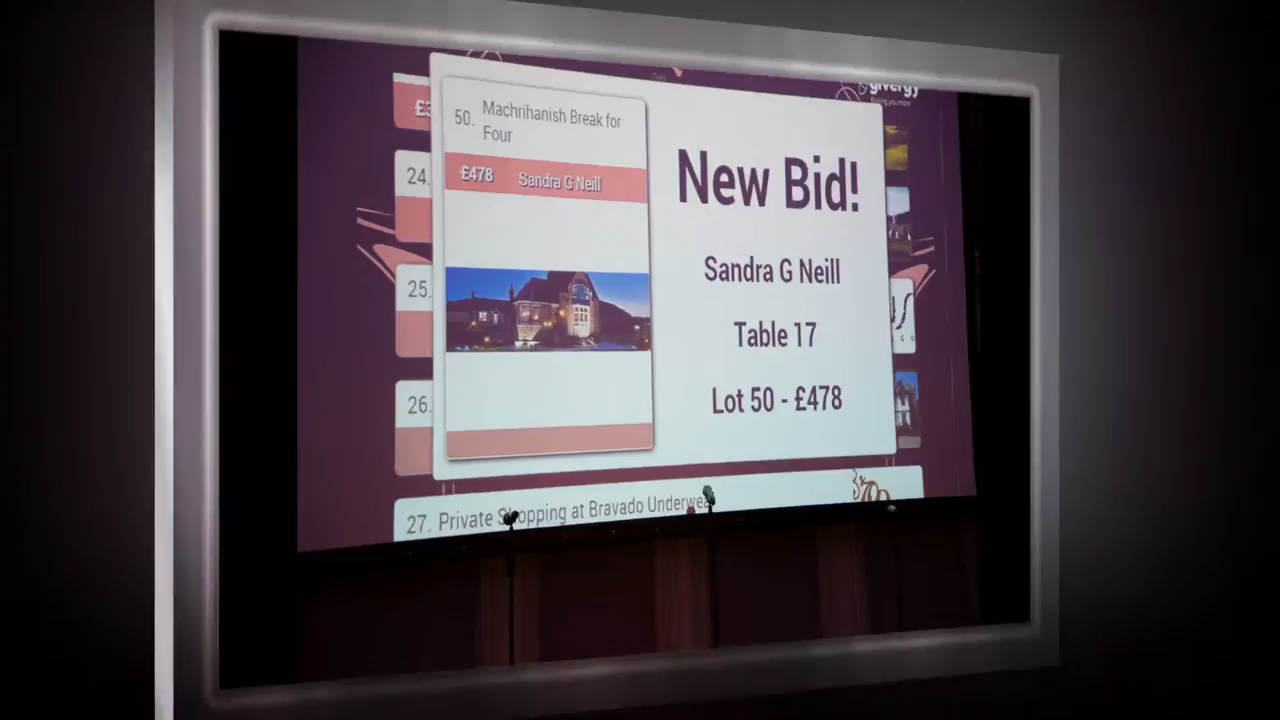 givergy
50. Machrihanish Break for
Four
£478 Sandra G Neill
New Bid!
Sandra G Neill
Table 17
Lot 50 - £478
24.
25.
26.
27. Private Shopping at Bravado Underwear